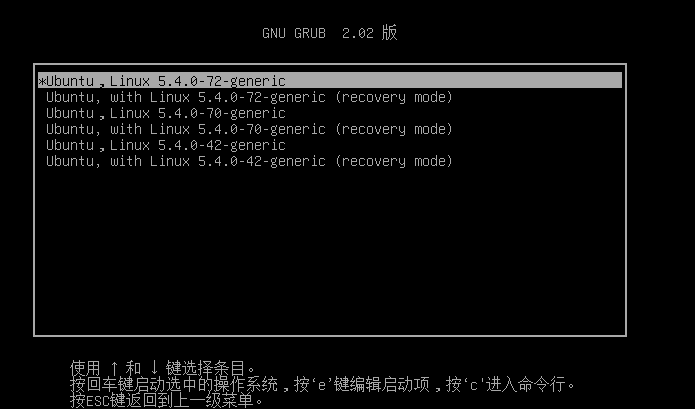 GNU GRUB  2.02 版
*Ubuntu，Linux 5.4.0-72-generic
Ubuntu, with Linux 5.4.0-72-generic (recovery mode)
Ubuntu，Linux 5.4.0-70-generic
Ubuntu, with Linux 5.4.0-70-generic (recovery mode)
Ubuntu，Linux 5.4.0-42-generic
Ubuntu, with Linux 5.4.0-42-generic (recovery mode)
使用 ↑ 和 ↓ 键选择条目。
按回车键启动选中的操作系统，按‘e’键编辑启动项，按‘c'进入命令行。
按ESC键返回到上一级菜单。